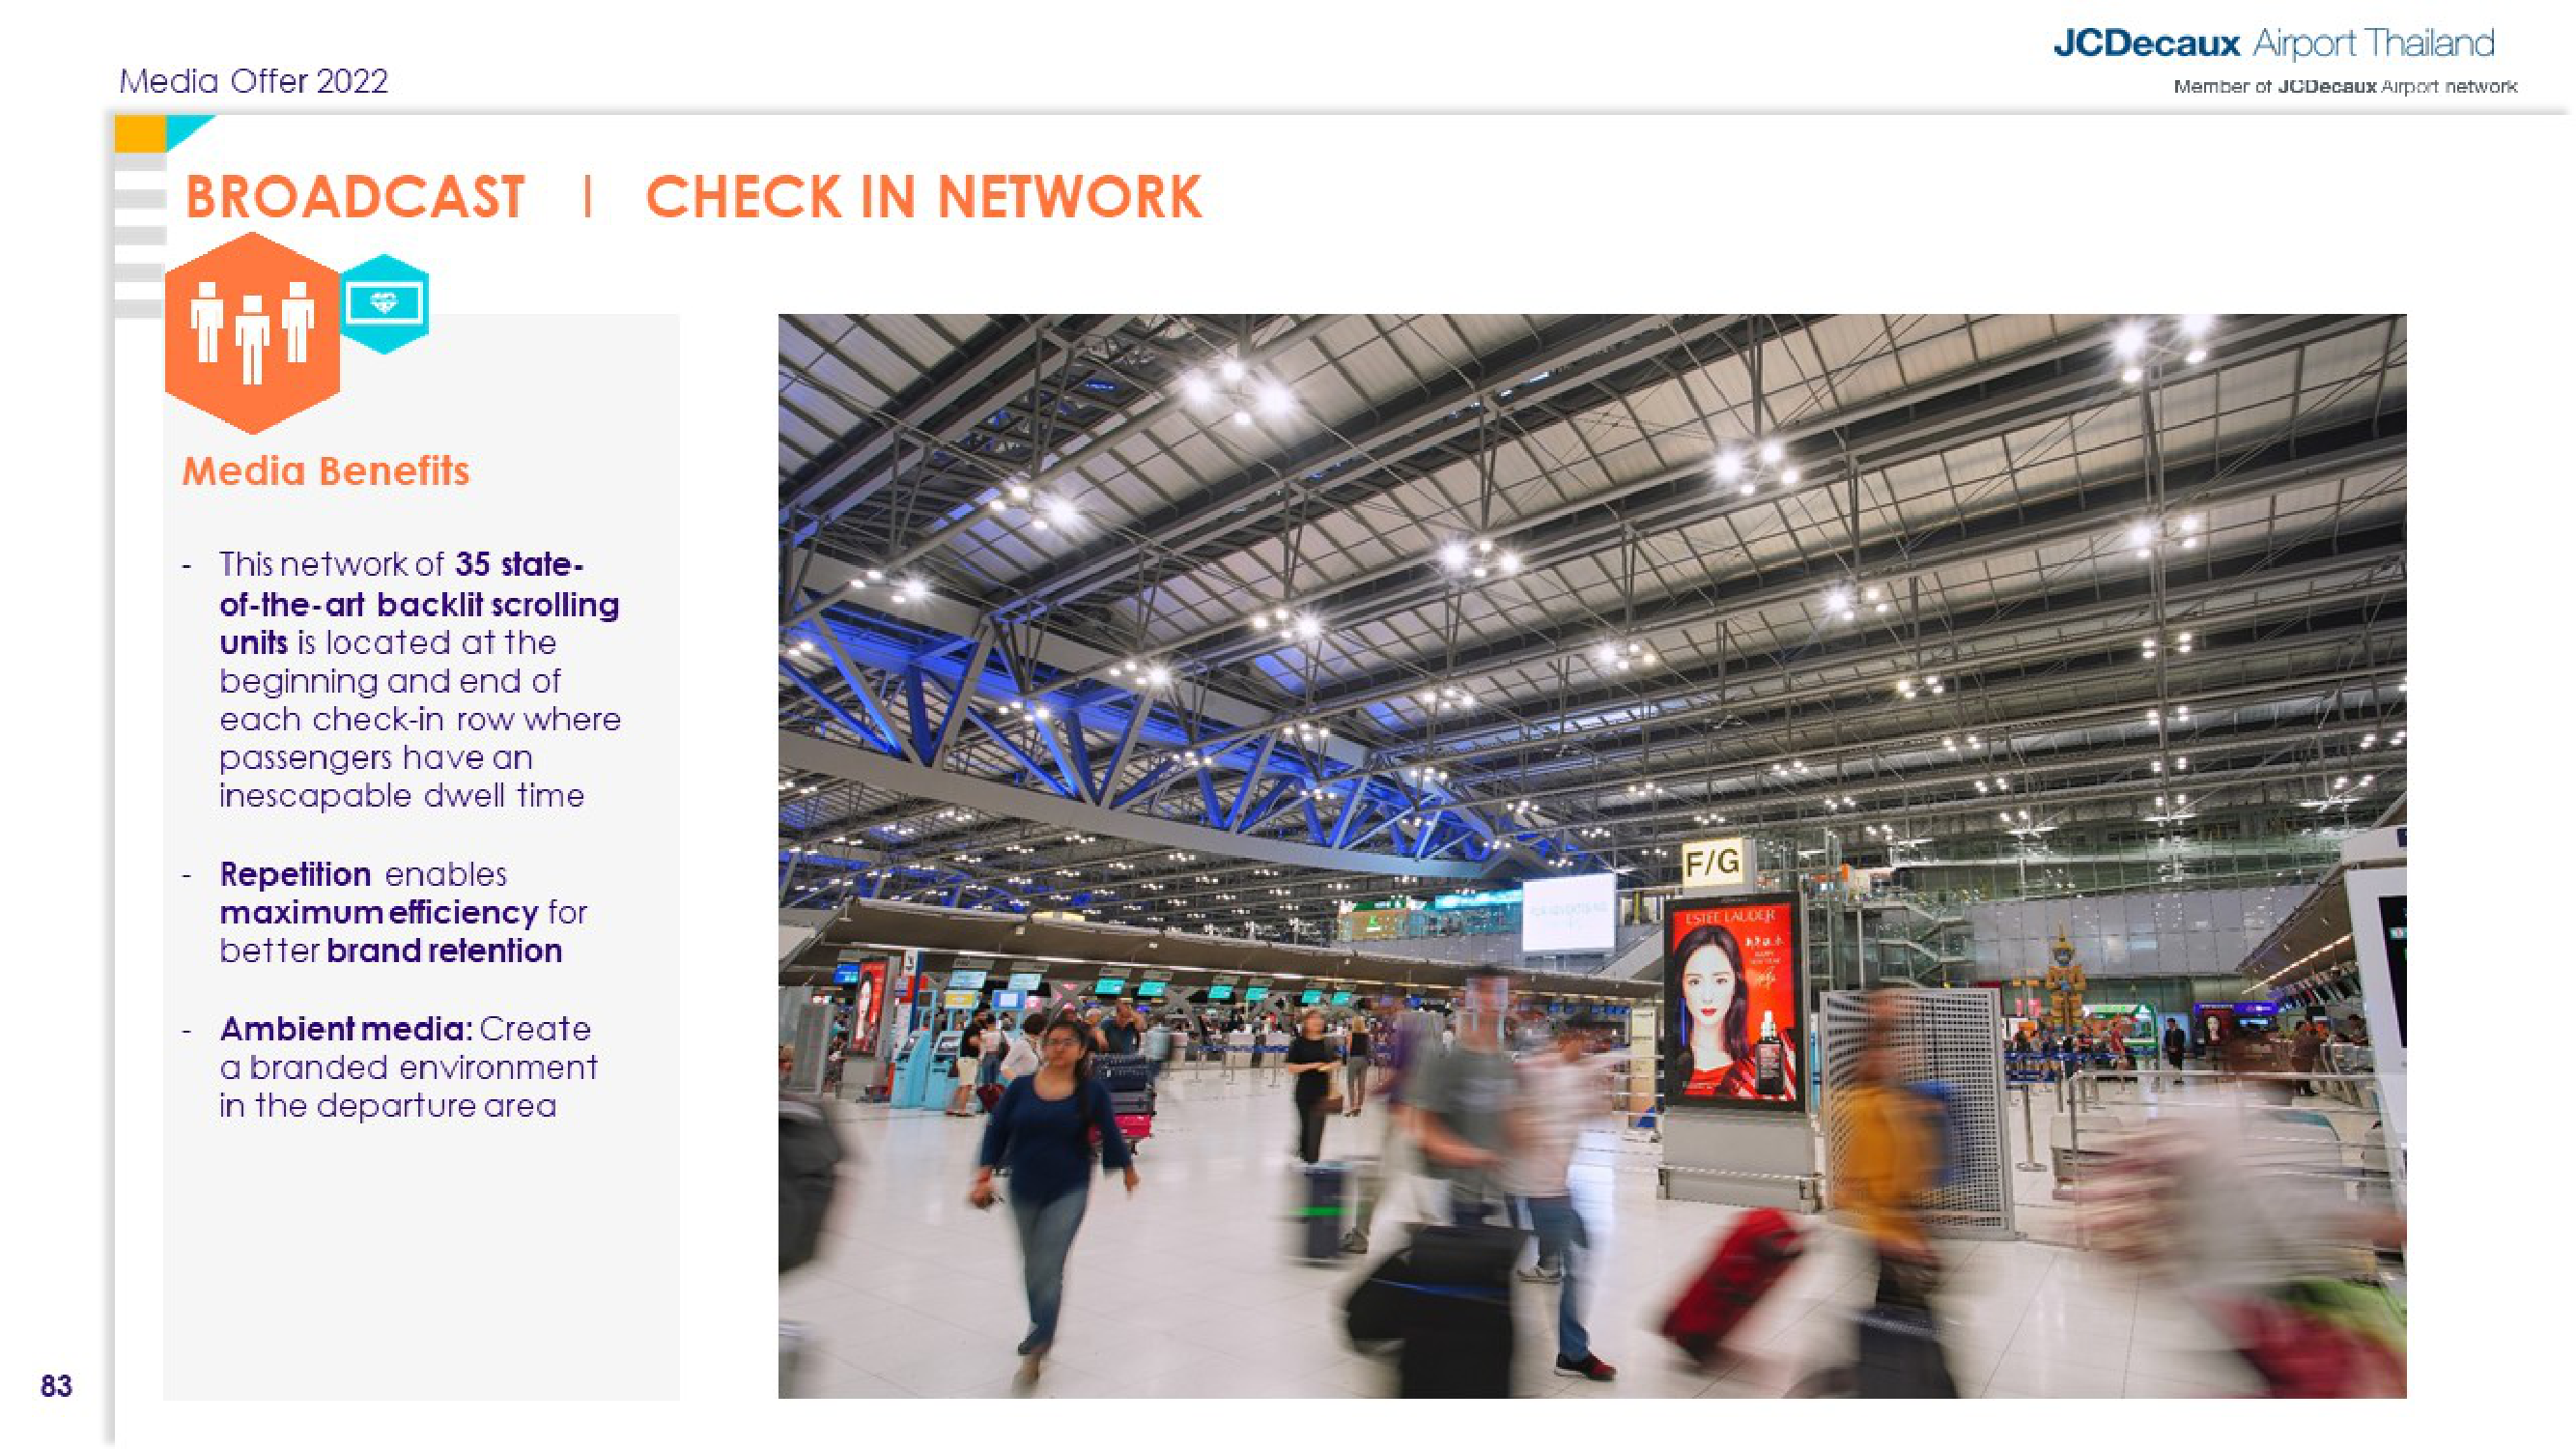 JCDecaux Airport Thailand
Media Offer 2022
Member of JCDecaux Airport network
BROADCAST | CHECK IN NETWORK
Media Benefits
- This network of 35 state-
of-the-art backlit scrolling
units is located at the
beginning and end of
each check-in row where
passengers have an
inescapable dwell time
- Repetition enables
maximum efficiency for
better brand retention
- Ambient media: Create
a branded environment
in the departure area
F/G
ESTEE LAUDER
83